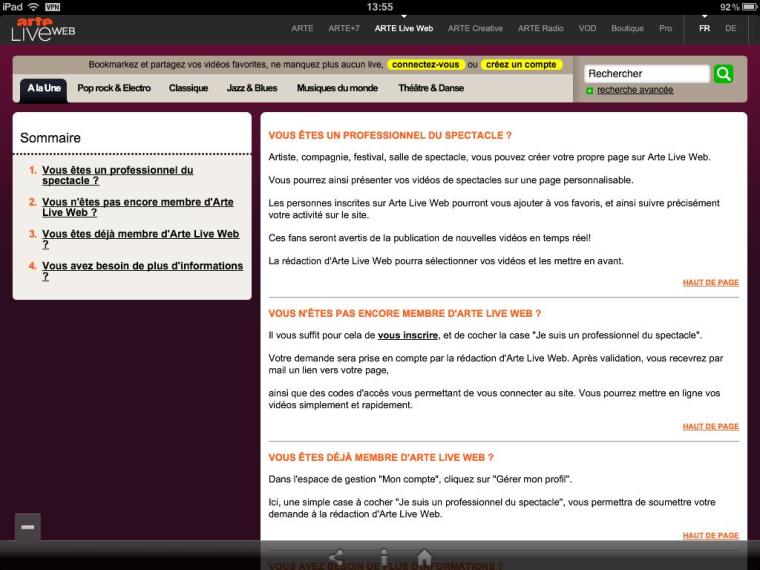 iPad VPN 13:55 92 %
arte
LiVE WEB
ARTE ARTE+7 ARTE Live Web ARTE Creative ARTE Radio VOD Boutique Pro FR DE
Bookmarkez et partagez vos vidéos favorites, ne manquez plus aucun live, connectez-vous ou créez un compte
A la Une Pop rock & Electro Classique Jazz & Blues Musiques du monde Théâtre & Danse
Rechercher
recherche avancée
Sommaire
1. Vous êtes un professionnel du
spectacle ?
2. Vous n'êtes pas encore membre d'Arte
Live Web ?
3. Vous êtes déjà membre d'Arte Live Web
?
4. Vous avez besoin de plus d'informations
?
VOUS ÊTES UN PROFESSIONNEL DU SPECTACLE ?
Artiste, compagnie, festival, salle de spectacle, vous pouvez créer votre propre page sur Arte Live Web.
Vous pourrez ainsi présenter vos vidéos de spectacles sur une page personnalisable.
Les personnes inscrites sur Arte Live Web pourront vous ajouter à vos favoris, et ainsi suivre précisément
votre activité sur le site.
Ces fans seront avertis de la publication de nouvelles vidéos en temps réel!
La rédaction d'Arte Live Web pourra sélectionner vos vidéos et les mettre en avant.
HAUT DE PAGE
VOUS N'ÊTES PAS ENCORE MEMBRE D'ARTE LIVE WEB ?
Il vous suffit pour cela de vous inscrire, et de cocher la case "Je suis un professionnel du spectacle".
Votre demande sera prise en compte par la rédaction d'Arte Live Web. Après validation, vous recevrez par
mail un lien vers votre page,
ainsi que des codes d'accès vous permettant de vous connecter au site. Vous pourrez mettre en ligne vos
vidéos simplement et rapidement.
HAUT DE PAGE
VOUS ÊTES DÉJÀ MEMBRE D'ARTE LIVE WEB ?
Dans l'espace de gestion "Mon compte", cliquez sur "Gérer mon profil".
Ici, une simple case à cocher "Je suis un professionnel du spectacle", vous permettra de soumettre votre
demande à la rédaction d'Arte Live Web.
HAUT DE PAGE
VOUS AVEZ BESOIN DE PLUS D'INFORMATIONS ?